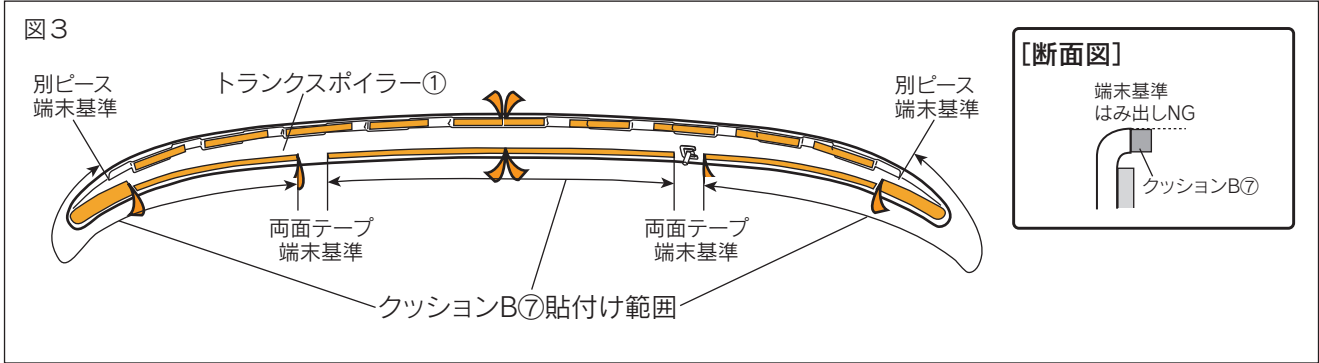 図3
別ピース
端末基準
トランクスポイラー①
別ピース
端末基準
両面テープ
端末基準
両面テープ
端末基準
クッションB⑦貼付け範囲
[断面図]
端末基準
はみ出しNG
クッションB⑦